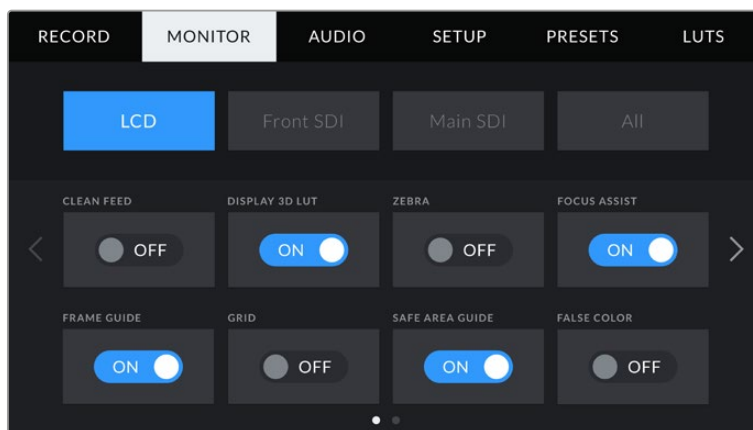 RECORD MONITOR AUDIO SETUP PRESETS LUTS
LCD Front SDI Main SDI All
CLEAN FEED DISPLAY 3D LUT ZEBRA FOCUS ASSIST
OFF ON OFF ON
FRAME GUIDE GRID SAFE AREA GUIDE FALSE COLOR
ON OFF ON OFF